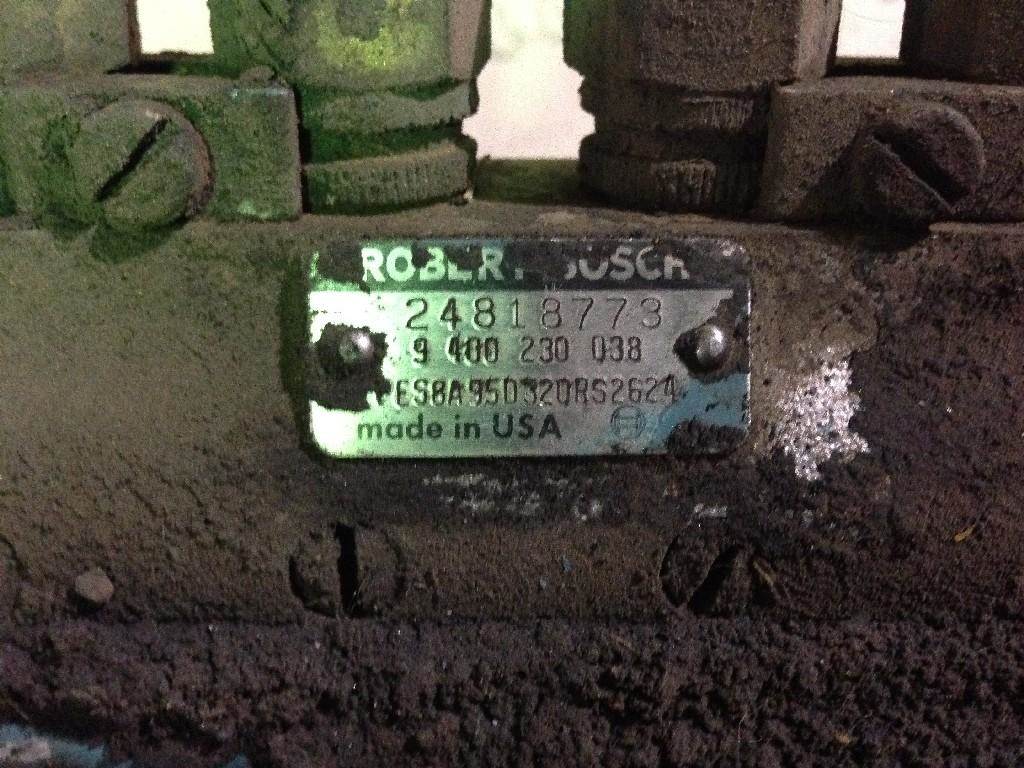 ROBERT BOSCH
24818773
9 400 230 038
PES8A95D320RS2624
made in USA